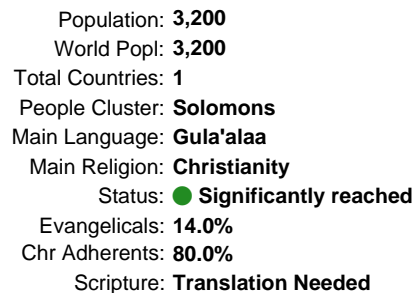 Population: 3,200
World Popl: 3,200
Total Countries: 1
People Cluster: Solomons
Main Language: Gula'alaa
Main Religion: Christianity
Status: Significantly reached
Evangelicals: 14.0%
Chr Adherents: 80.0%
Scripture: Translation Needed